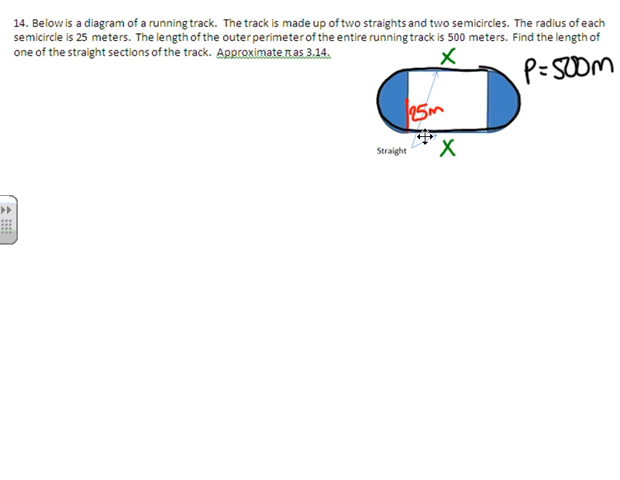 14. Below is a diagram of a running track. The track is made up of two straights and two semicircles. The radius of each
semicircle is 25 meters. The length of the outer perimeter of the entire running track is 500 meters. Find the length of
one of the straight sections of the track. Approximate π as 3.14.
X
P=500m
25m
Straight
X